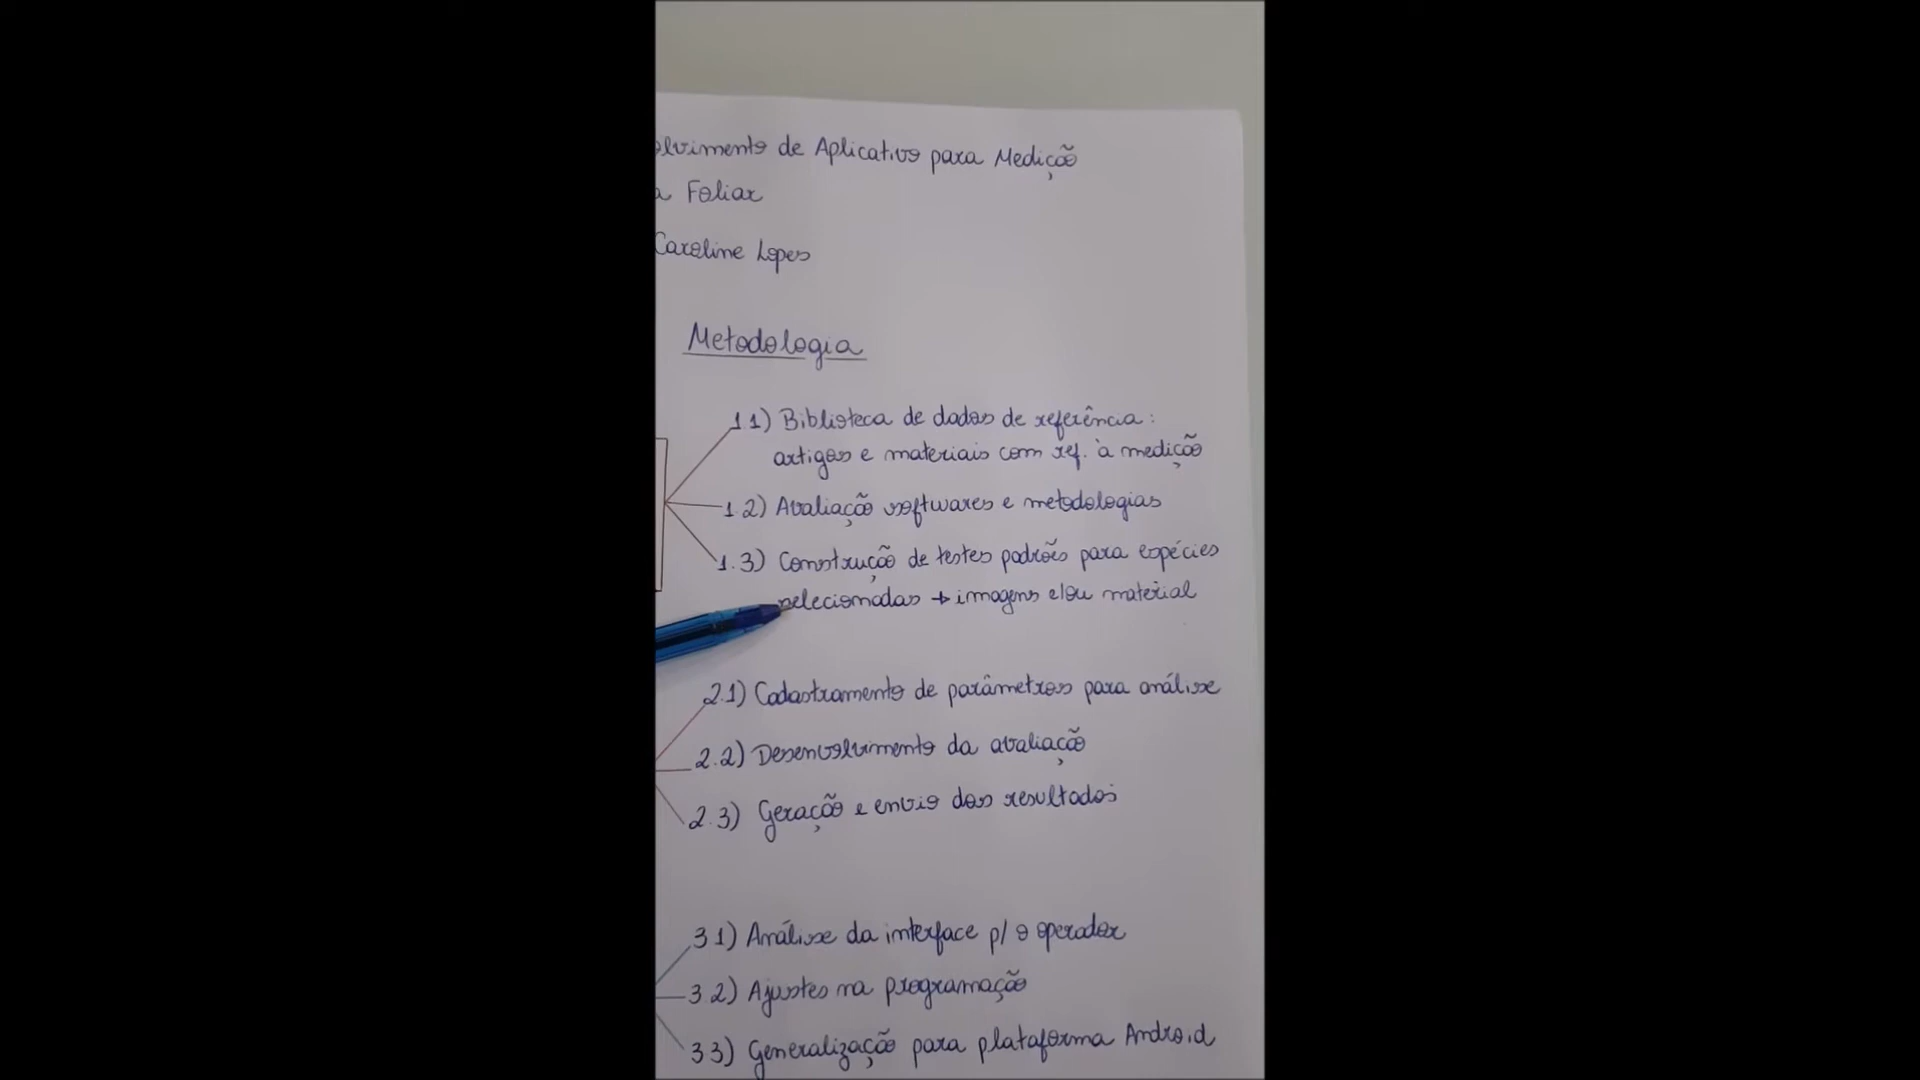 olvimento de Aplicativo para Medição
a Foliar
Caroline Lopes
Metodologia
1.1) Biblioteca de dados de referência:
artigos e materiais com ref. à medição
1.2) Avaliação softwares e metodologias
1.3) Construção de testes padrões para espécies
selecionadas → imagens e/ou material
2.1) Cadastramento de parâmetros para análise
2.2) Desenvolvimento da avaliação
2.3) Geração e envio dos resultados
3.1) Análise da interface p/ o operador
3.2) Ajustes na programação
3.3) Generalização para plataforma Android